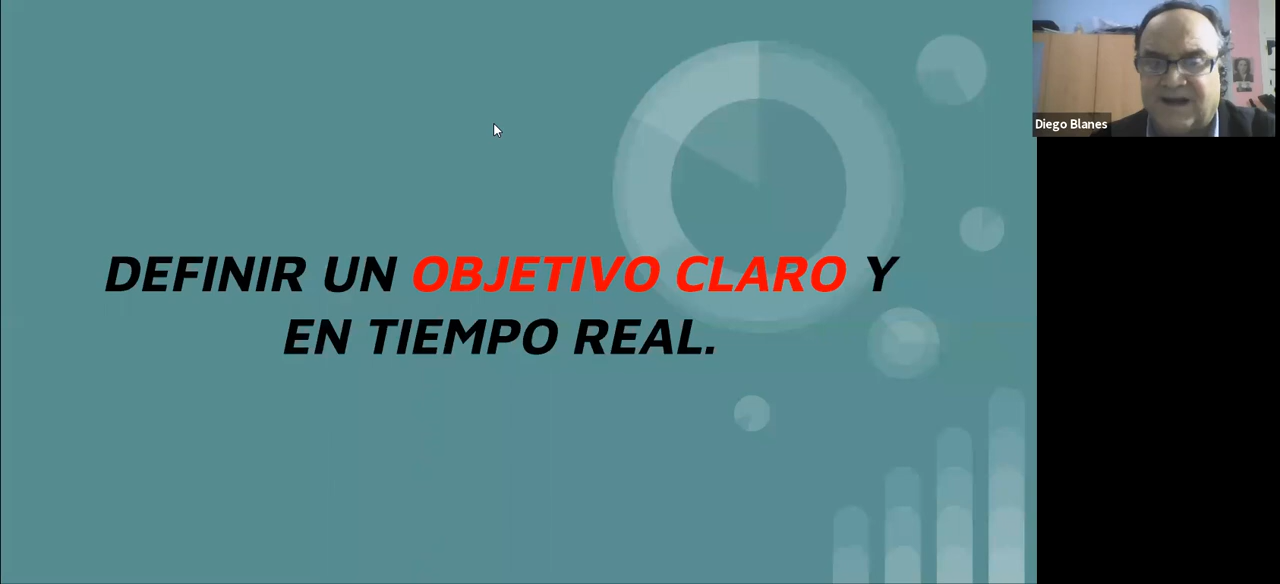 Diego Blanes
DEFINIR UN OBJETIVO CLARO Y
EN TIEMPO REAL.